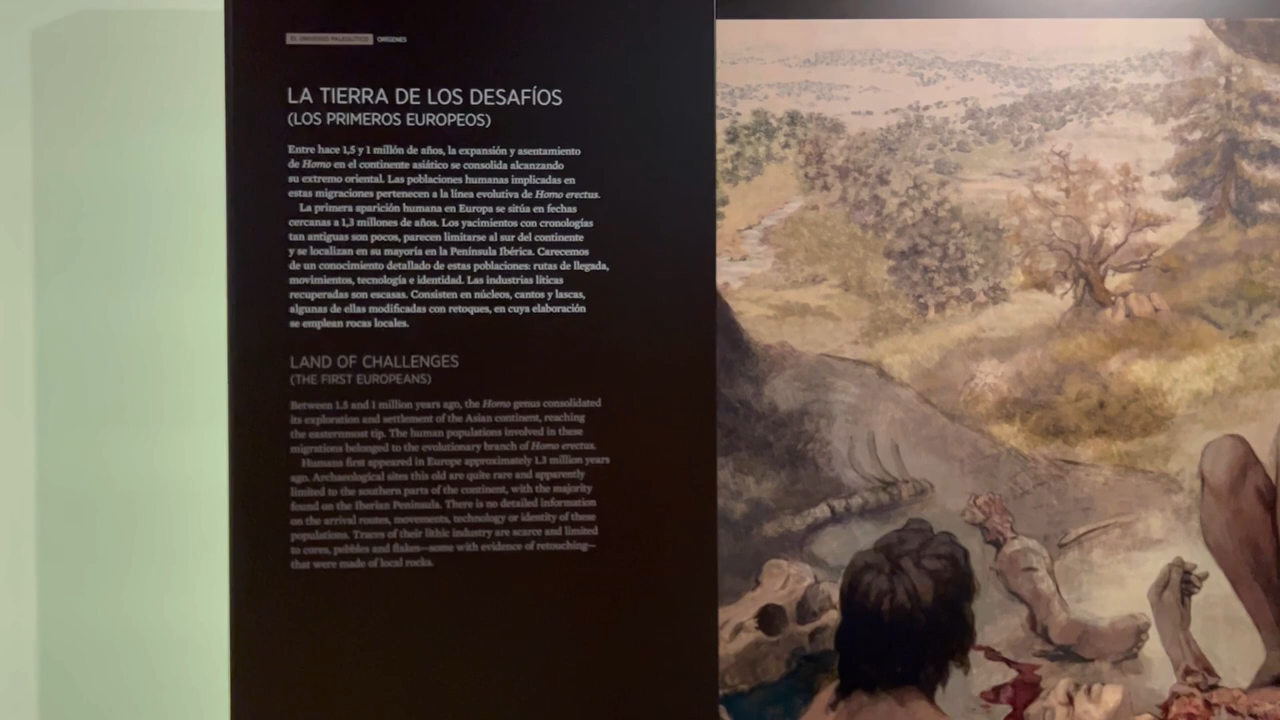 EL UNIVERSO PALEOLÍTICO ORÍGENES
LA TIERRA DE LOS DESAFÍOS
(LOS PRIMEROS EUROPEOS)
Entre hace 1,5 y 1 millón de años, la expansión y asentamiento
de Homo en el continente asiático se consolida alcanzando
su extremo oriental. Las poblaciones humanas implicadas en
estas migraciones pertenecen a la línea evolutiva de Homo erectus.
La primera aparición humana en Europa se sitúa en fechas
cercanas a 1,3 millones de años. Los yacimientos con cronologías
tan antiguas son pocos, parecen limitarse al sur del continente
y se localizan en su mayoría en la Península Ibérica. Carecemos
de un conocimiento detallado de estas poblaciones: rutas de llegada,
movimientos, tecnología e identidad. Las industrias líticas
recuperadas son escasas. Consisten en núcleos, cantos y lascas,
algunas de ellas modificadas con retoques, en cuya elaboración
se emplean rocas locales.
LAND OF CHALLENGES
(THE FIRST EUROPEANS)
Between 1.5 and 1 million years ago, the Homo genus consolidated
its exploration and settlement of the Asian continent, reaching
the easternmost tip. The human populations involved in these
migrations belonged to the evolutionary branch of Homo erectus.
Humans first appeared in Europe approximately 1.3 million years
ago. Archaeological sites this old are quite rare and apparently
limited to the southern parts of the continent, with the majority
found on the Iberian Peninsula. There is no detailed information
on the arrival routes, movements, technology or identity of these
populations. Traces of their lithic industry are scarce and limited
to cores, pebbles and flakes—some with evidence of retouching—
that were made of local rocks.